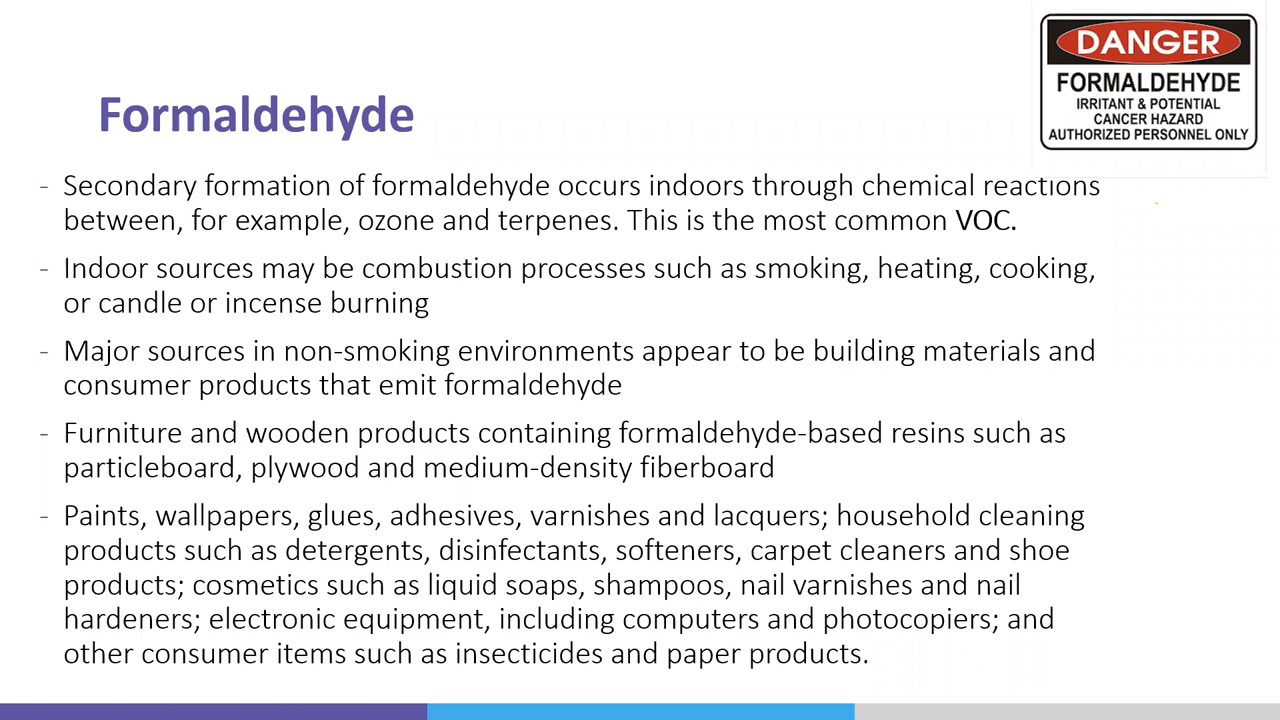 DANGER
FORMALDEHYDE
IRRITANT & POTENTIAL
CANCER HAZARD
AUTHORIZED PERSONNEL ONLY
Formaldehyde
- Secondary formation of formaldehyde occurs indoors through chemical reactions
between, for example, ozone and terpenes. This is the most common VOC.
- Indoor sources may be combustion processes such as smoking, heating, cooking,
or candle or incense burning
- Major sources in non-smoking environments appear to be building materials and
consumer products that emit formaldehyde
- Furniture and wooden products containing formaldehyde-based resins such as
particleboard, plywood and medium-density fiberboard
- Paints, wallpapers, glues, adhesives, varnishes and lacquers; household cleaning
products such as detergents, disinfectants, softeners, carpet cleaners and shoe
products; cosmetics such as liquid soaps, shampoos, nail varnishes and nail
hardeners; electronic equipment, including computers and photocopiers; and
other consumer items such as insecticides and paper products.